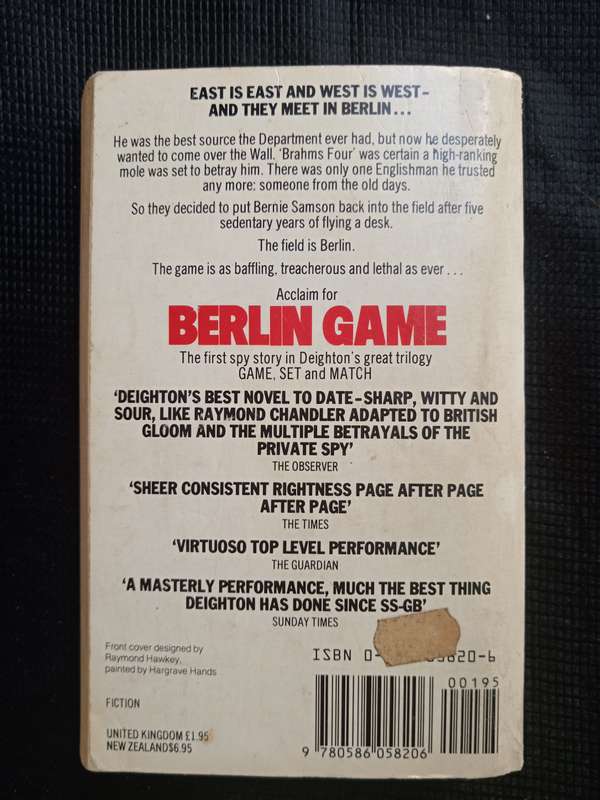 EAST IS EAST AND WEST IS WEST–
AND THEY MEET IN BERLIN...
He was the best source the Department ever had, but now he desperately
wanted to come over the Wall. 'Brahms Four' was certain a high-ranking
mole was set to betray him. There was only one Englishman he trusted
any more: someone from the old days.
So they decided to put Bernie Samson back into the field after five
sedentary years of flying a desk.
The field is Berlin.
The game is as baffling, treacherous and lethal as ever...
Acclaim for
BERLIN GAME
The first spy story in Deighton's great trilogy
GAME, SET and MATCH
'DEIGHTON'S BEST NOVEL TO DATE–SHARP, WITTY AND
SOUR, LIKE RAYMOND CHANDLER ADAPTED TO BRITISH
GLOOM AND THE MULTIPLE BETRAYALS OF THE
PRIVATE SPY'
THE OBSERVER
'SHEER CONSISTENT RIGHTNESS PAGE AFTER PAGE
AFTER PAGE'
THE TIMES
'VIRTUOSO TOP LEVEL PERFORMANCE'
THE GUARDIAN
'A MASTERLY PERFORMANCE, MUCH THE BEST THING
DEIGHTON HAS DONE SINCE SS-GB'
SUNDAY TIMES
Front cover designed by
Raymond Hawkey,
painted by Hargrave Hands
FICTION
UNITED KINGDOM £1.95
NEW ZEALAND $6.95
ISBN 0- 820-6
00195
9 780586 058206